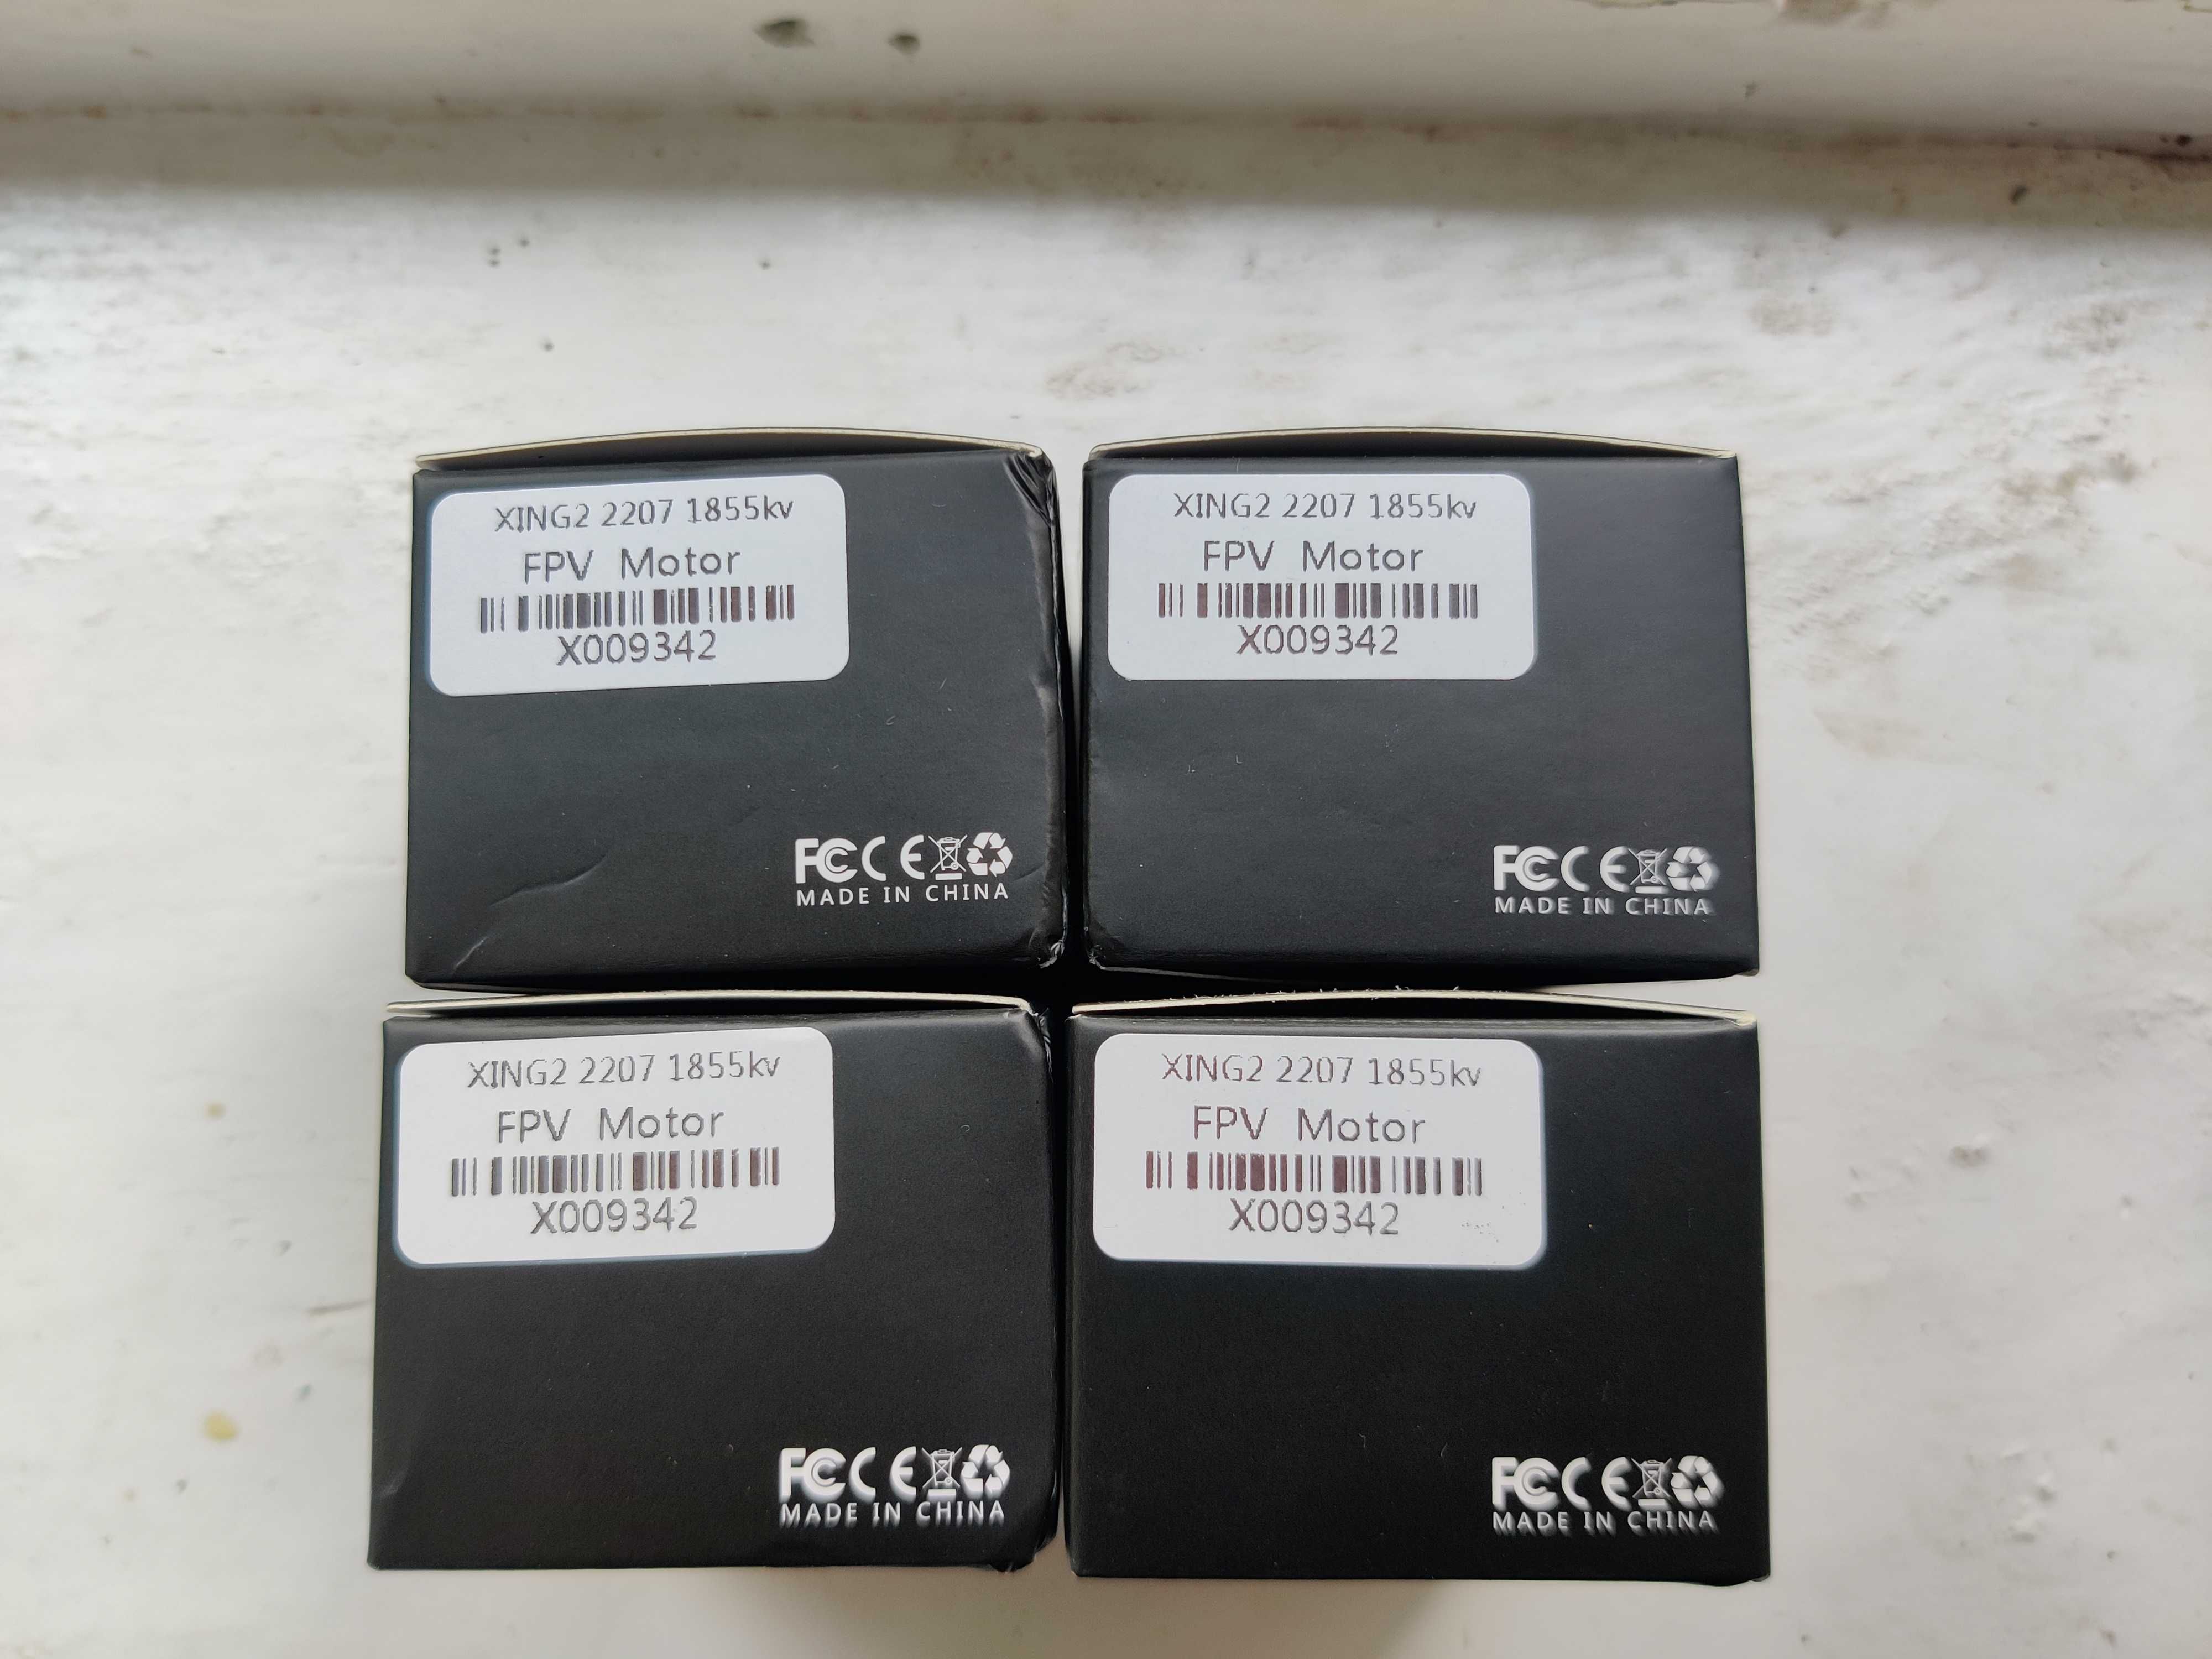 XING2 2207 1855kv
FPV Motor
X009342
FC CE
MADE IN CHINA
XING2 2207 1855kv
FPV Motor
X009342
FC CE
MADE IN CHINA
XING2 2207 1855kv
FPV Motor
X009342
FC CE
MADE IN CHINA
XING2 2207 1855kv
FPV Motor
X009342
FC CE
MADE IN CHINA